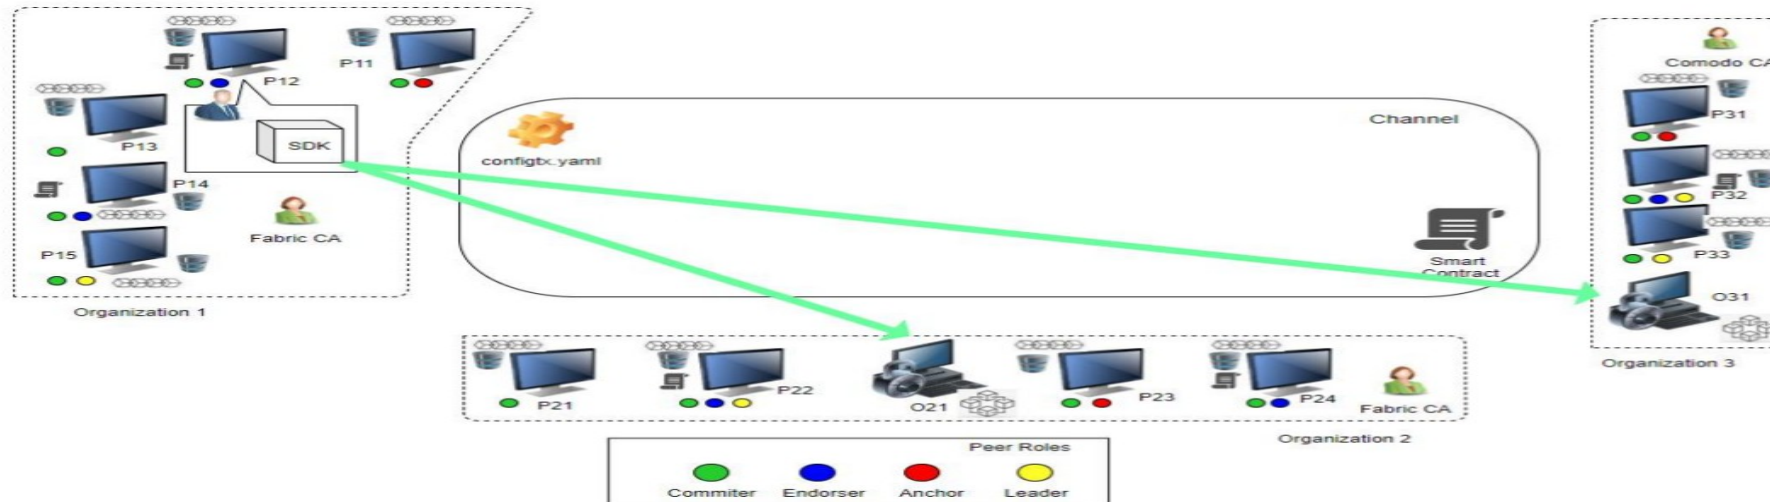 P12
P11
P13
SDK
P14
Fabric CA
P15
Organization 1
configtx.yaml
Channel
Smart
Contract
Comodo CA
P31
P32
P33
O31
Organization 3
P21
P22
O21
P23
P24
Fabric CA
Organization 2
Peer Roles
Commiter
Endorser
Anchor
Leader